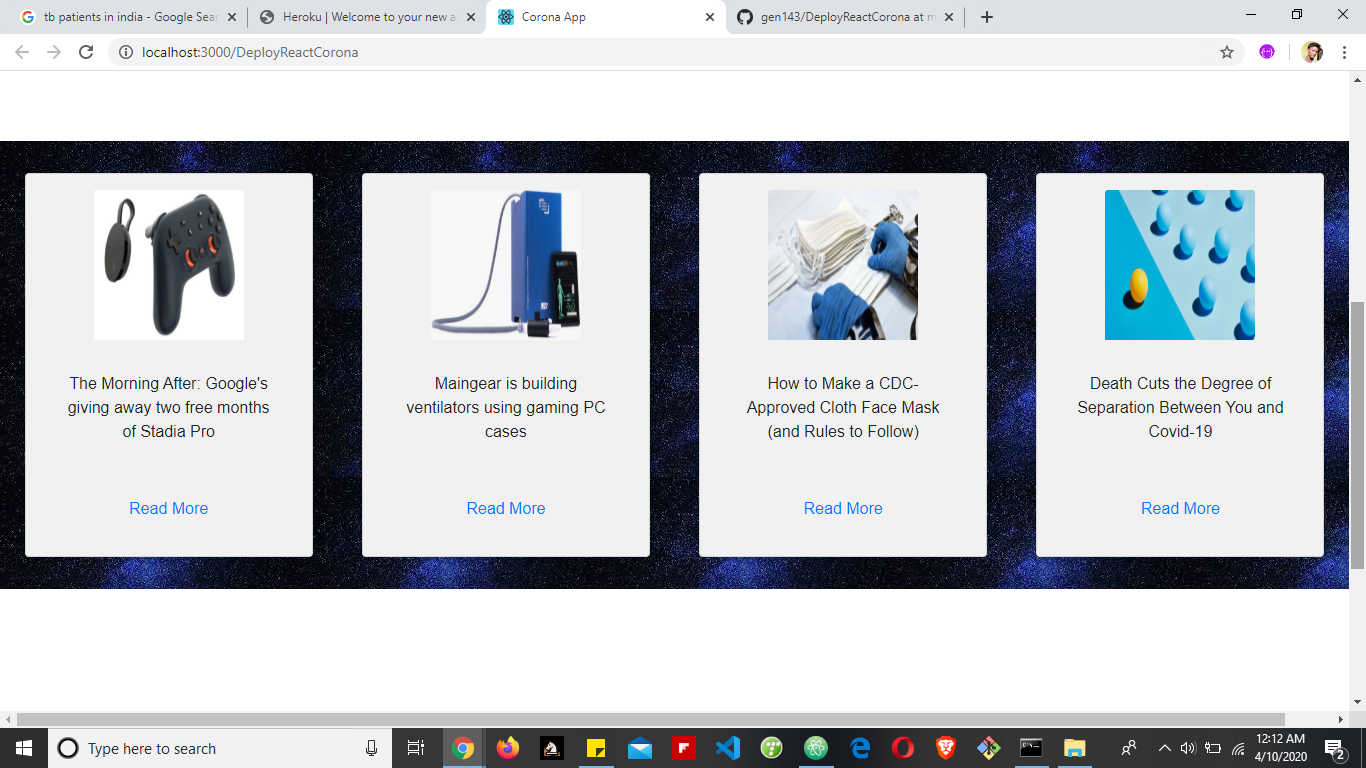 tb patients in india - Google Sear
Heroku | Welcome to your new a
Corona App
gen143/DeployReactCorona at m
localhost:3000/DeployReactCorona
The Morning After: Google's
giving away two free months
of Stadia Pro
Read More
Maingear is building
ventilators using gaming PC
cases
Read More
How to Make a CDC-
Approved Cloth Face Mask
(and Rules to Follow)
Read More
Death Cuts the Degree of
Separation Between You and
Covid-19
Read More
Type here to search
12:12 AM
4/10/2020
2